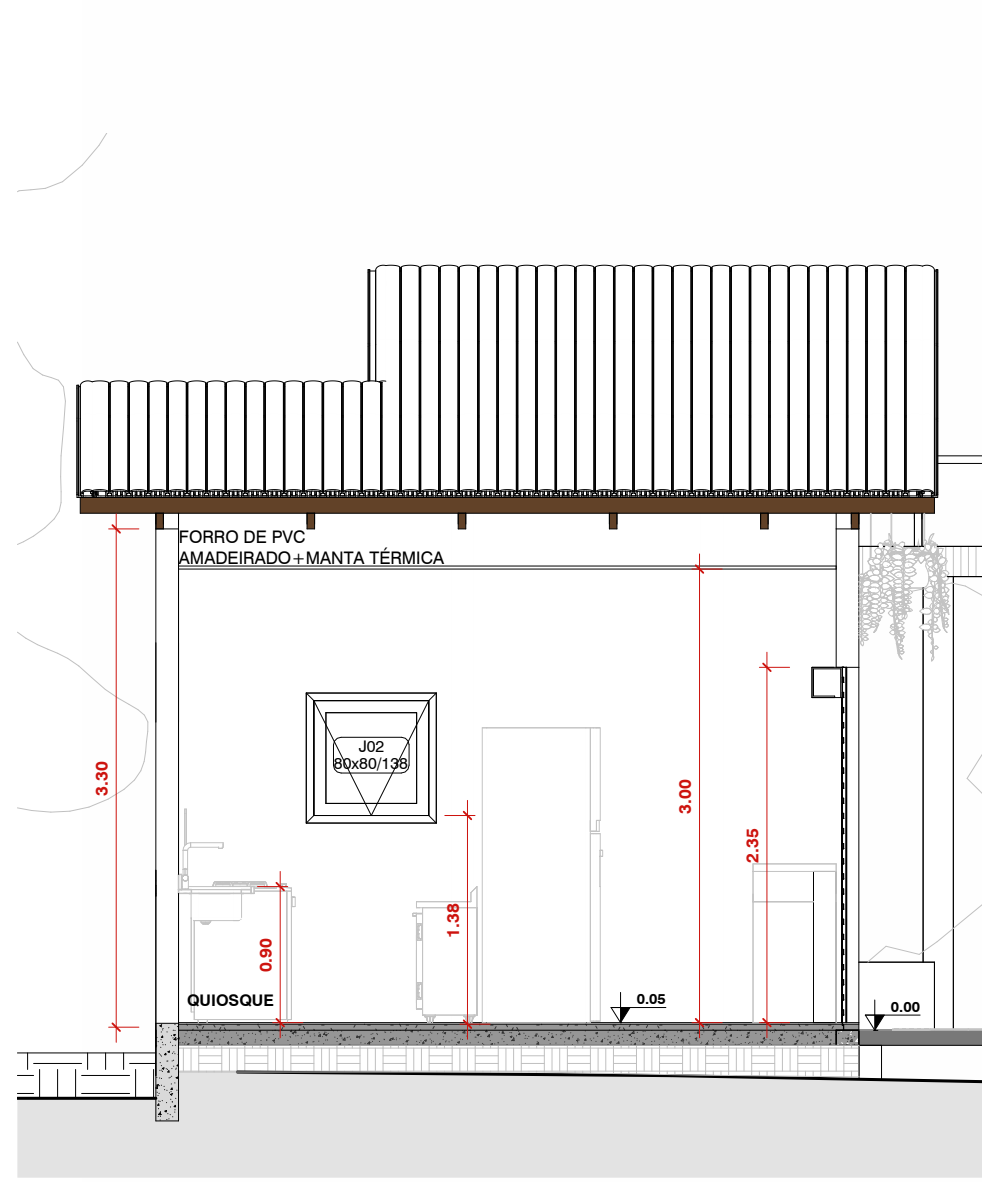 FORRO DE PVC
AMADEIRADO+MANTA TÉRMICA
J02
80x80/138
3.30
3.00
2.35
1.38
0.90
QUIOSQUE
0.05
0.00